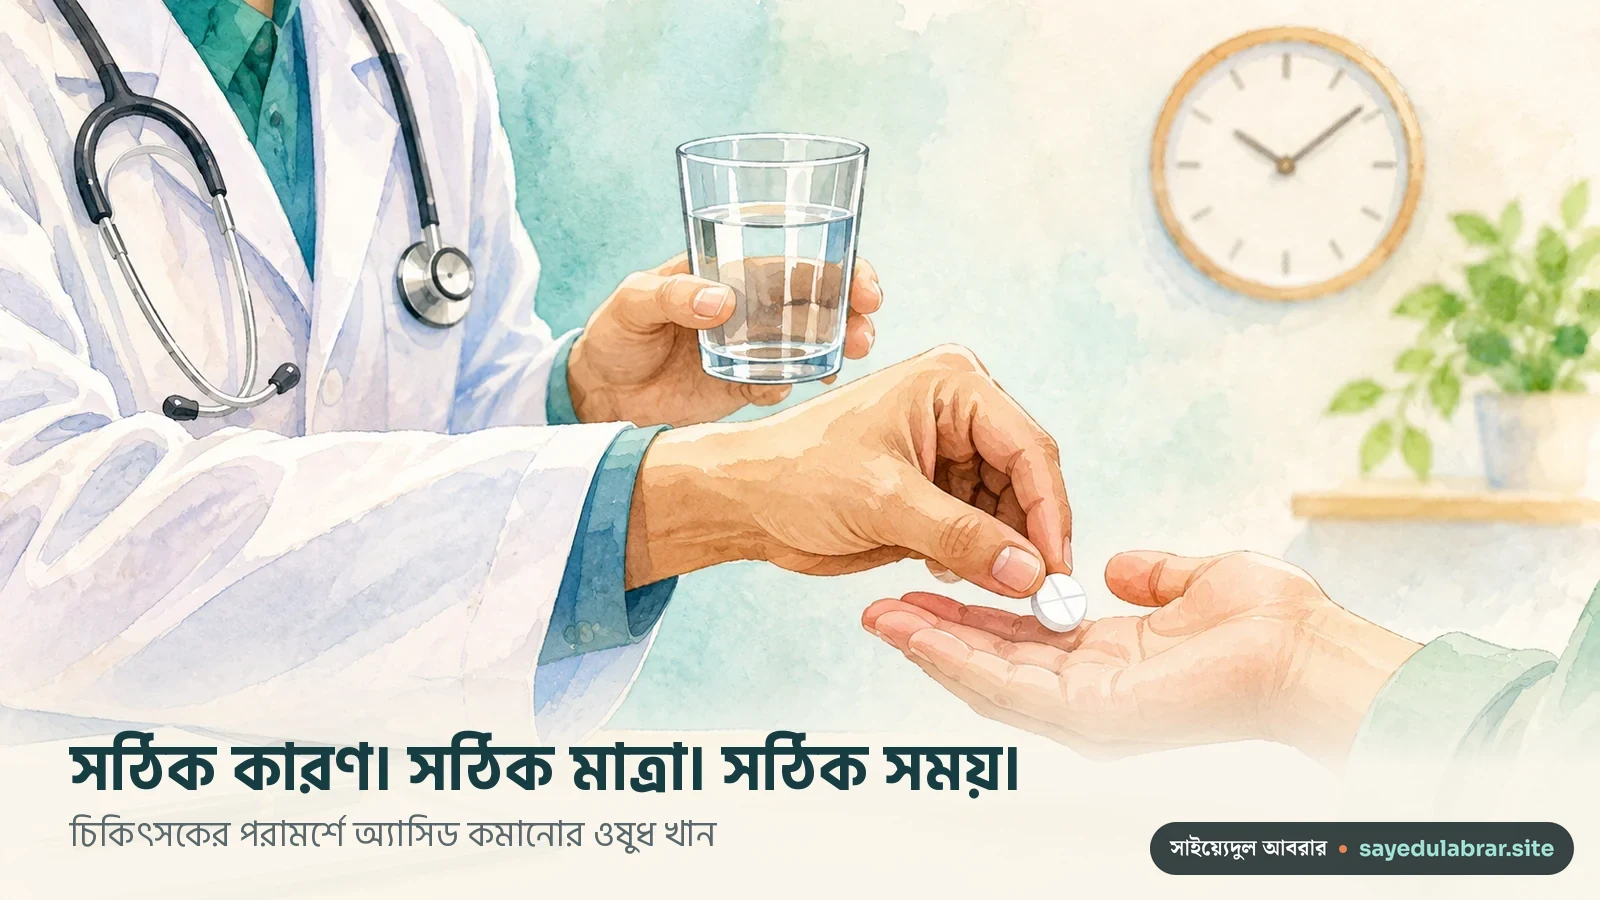 সঠিক কারণ। সঠিক মাত্রা। সঠিক সময়।
চিকিৎসকের পরামর্শে অ্যাসিড কমানোর ওষুধ খান
সাইয়্যেদুল আবরার • sayedulabrar.site